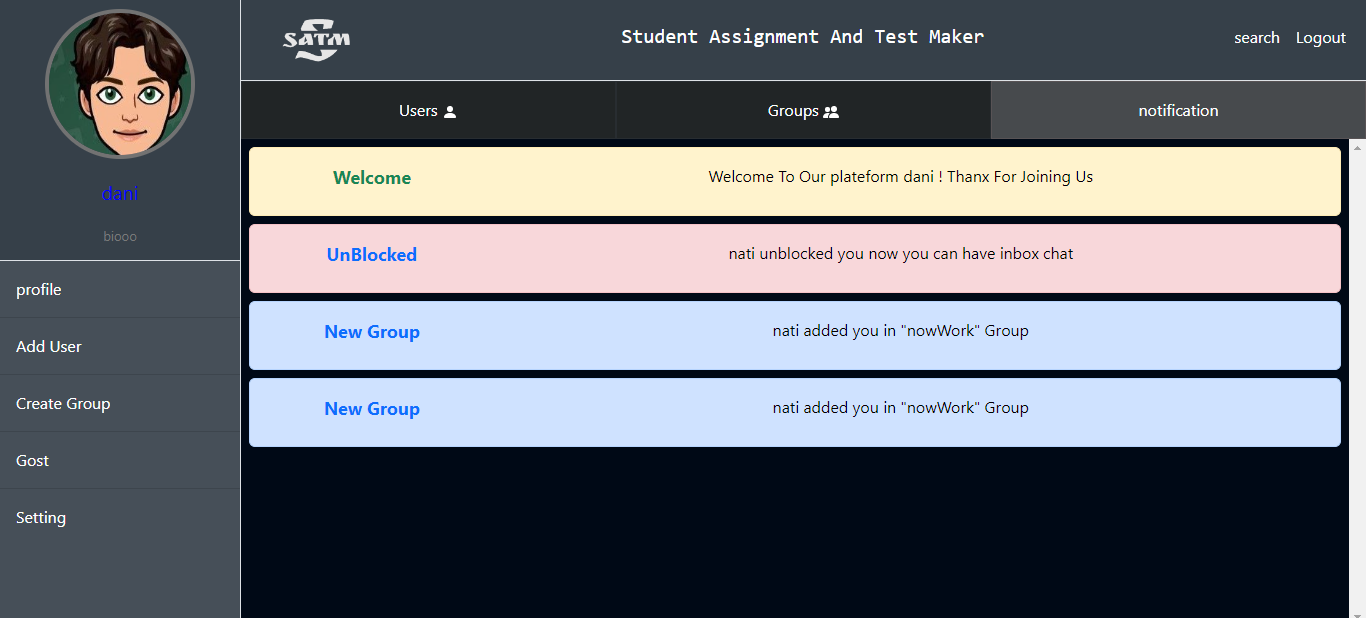 SATM
Student Assignment And Test Maker
search Logout
dani
biooo
profile
Add User
Create Group
Gost
Setting
Users Groups notification
Welcome Welcome To Our plateform dani ! Thanx For Joining Us
UnBlocked nati unblocked you now you can have inbox chat
New Group nati added you in "nowWork" Group
New Group nati added you in "nowWork" Group